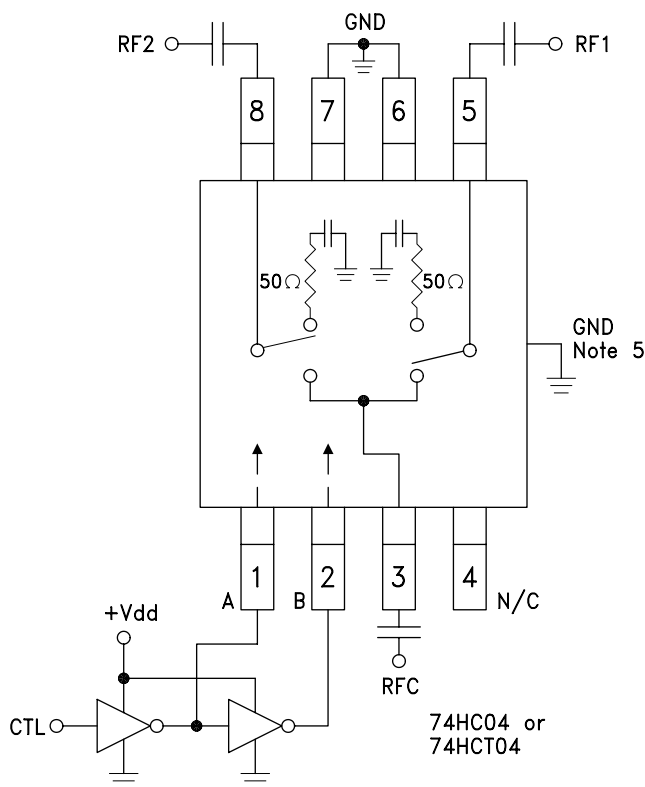 GND
RF2
RF1
8
7
6
5
50Ω
50Ω
GND
Note 5
1
2
3
4
A
B
N/C
+Vdd
RFC
CTL
74HC04 or
74HCT04